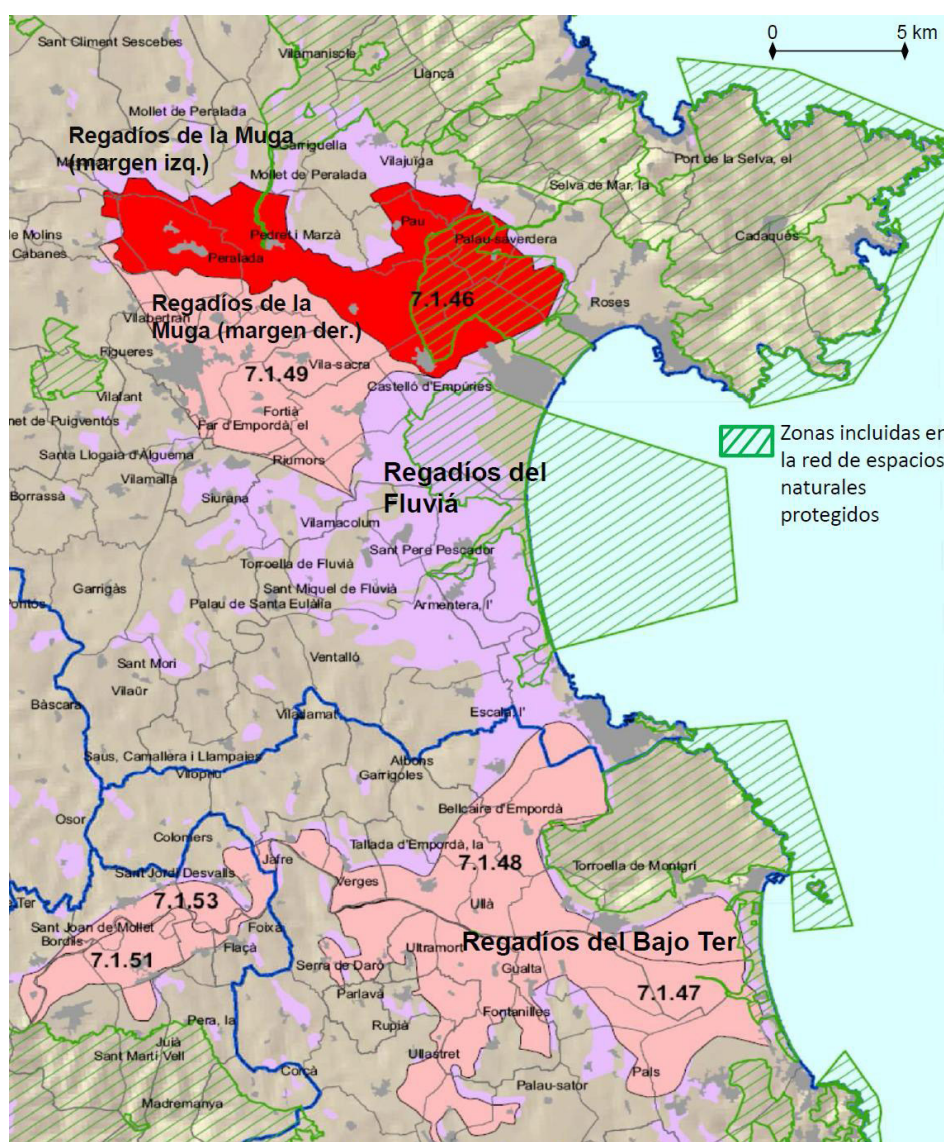 0 5 km
Sant Climent Sescebes
Vilamaniscle
Llançà
Mollet de Peralada
Regadíos de la Muga
(margen izq.)
Garriguella
Vilajuïga
Port de la Selva, el
Mollet de Peralada
Selva de Mar, la
Pau
de Molins
Pedret i Marzà
Palau-saverdera
Cadaqués
Cabanes
Peralada
7.1.46
Roses
Regadíos de la
Muga (margen der.)
Vilabertran
Figueres
Vila-sacra
7.1.49
Castelló d'Empúries
Vilafant
Fortià
net de Puigventós
Far d'Empordà, el
Zonas incluidas en
la red de espacios
naturales
protegidos
Santa Llogaia d'Àlguema
Riumors
Regadíos del
Fluviá
Vilamalla
Borrassà
Siurana
Vilamacolum
Sant Pere Pescador
Torroella de Fluvià
Garrigàs
Sant Miquel de Fluvià
Pontós
Palau de Santa Eulàlia
Armentera, l'
Ventalló
Sant Mori
Vilaür
Bàscara
Viladamat
Escala, l'
Saus, Camallera i Llampaies
Albons
Vilopriu
Garrigoles
Bellcaire d'Empordà
Osor
Colomers
Tallada d'Empordà, la
7.1.48
Torroella de Montgrí
Jafre
Sant Jordi Desvalls
Verges
Ter
7.1.53
Ullà
Sant Joan de Mollet
Bordils
Foixà
Flaçà
Ultramort
Regadíos del Bajo Ter
7.1.51
Serra de Daró
Gualta
7.1.47
Parlavà
Fontanilles
Pera, la
Rupià
Juià
Sant Martí Vell
Ullastret
Corçà
Pals
Palau-sator
Madremanya